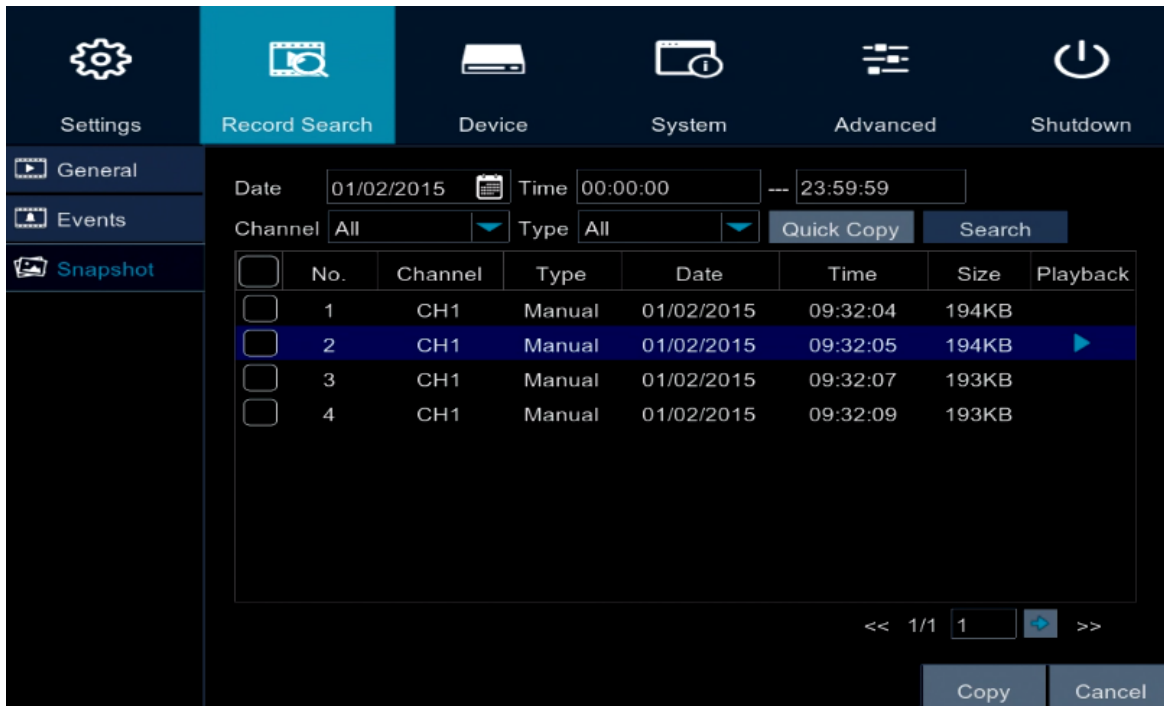 Settings Record Search Device System Advanced Shutdown
General
Events
Snapshot
Date 01/02/2015 Time 00:00:00 --- 23:59:59
Channel All Type All Quick Copy Search
No. Channel Type Date Time Size Playback
1 CH1 Manual 01/02/2015 09:32:04 194KB
2 CH1 Manual 01/02/2015 09:32:05 194KB
3 CH1 Manual 01/02/2015 09:32:07 193KB
4 CH1 Manual 01/02/2015 09:32:09 193KB
<< 1/1 1 >>
Copy Cancel